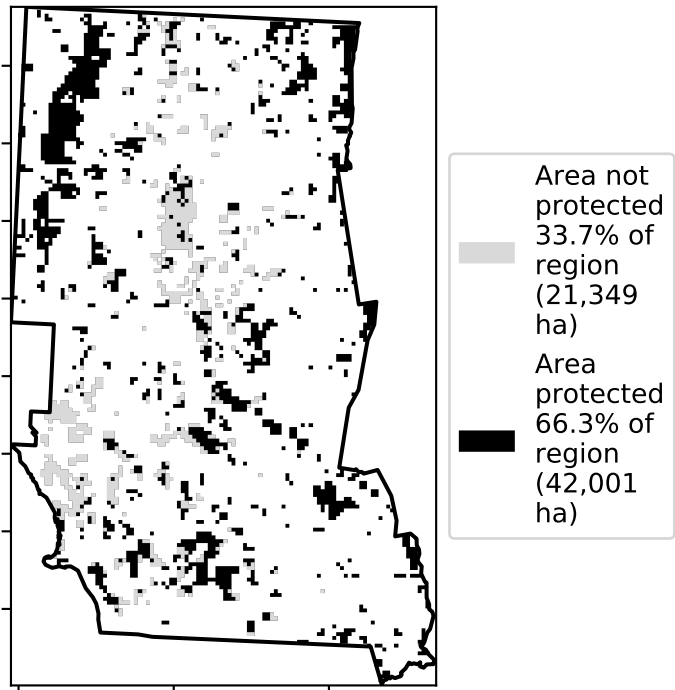 Area not
protected
33.7% of
region
(21,349
ha)
Area
protected
66.3% of
region
(42,001
ha)